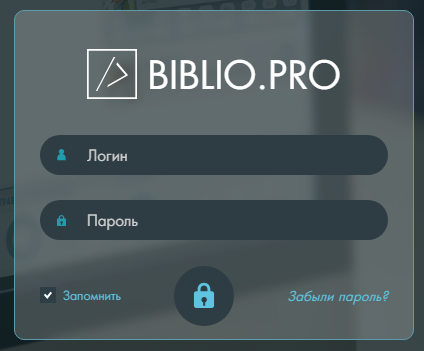 BIBLIO.PRO
Логин
Пароль
Запомнить
Забыли пароль?